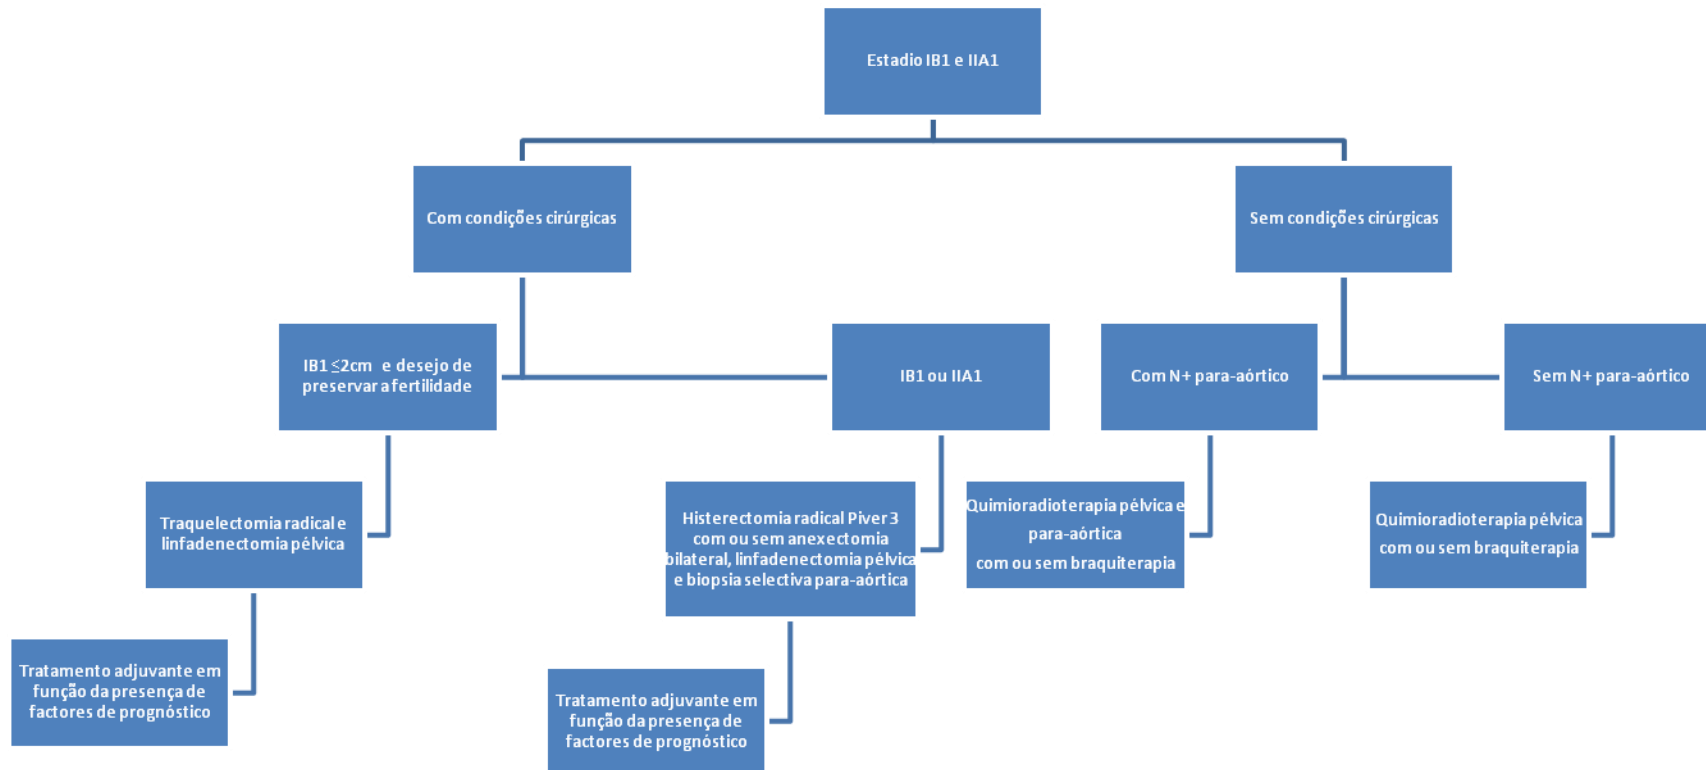 Estadio IB1 e IIA1
Com condições cirúrgicas
Sem condições cirúrgicas
IB1 ≤2cm e desejo de
preservar a fertilidade
IB1 ou IIA1
Com N+ para-aórtico
Sem N+ para-aórtico
Traquelectomia radical e
linfadenectomia pélvica
Histerectomia radical Piver 3
com ou sem anexectomia
bilateral, linfadenectomia pélvica
e biopsia selectiva para-aórtica
Quimioradioterapia pélvica e
para-aórtica
com ou sem braquiterapia
Quimioradioterapia pélvica
com ou sem braquiterapia
Tratamento adjuvante em
função da presença de
factores de prognóstico
Tratamento adjuvante em
função da presença de
factores de prognóstico